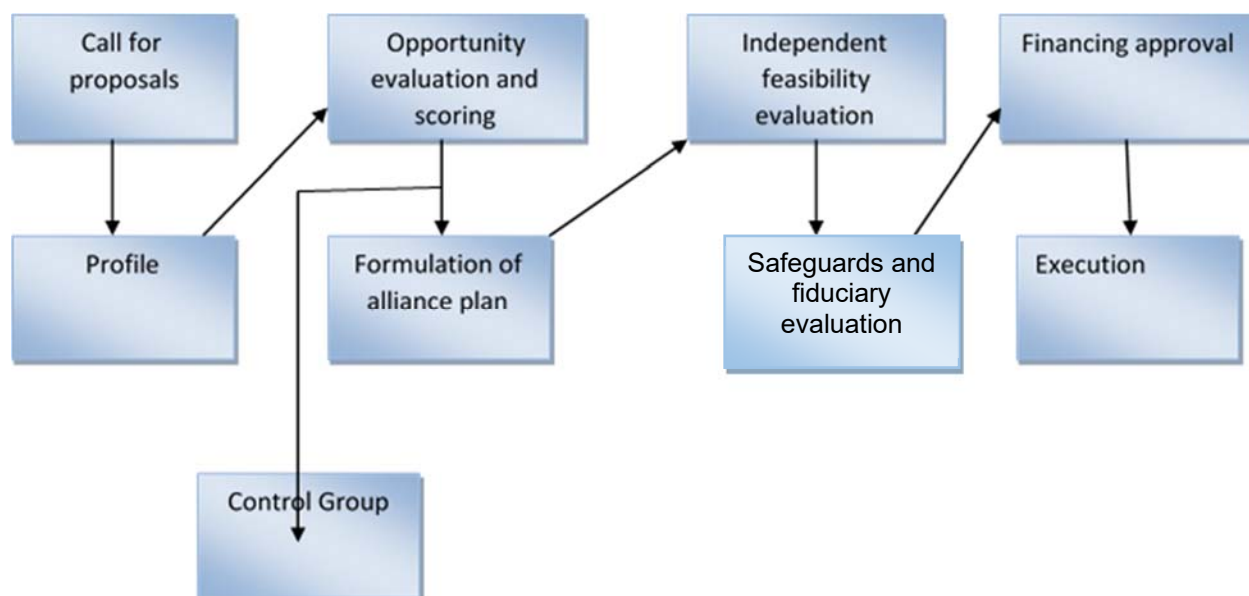 Call for
proposals
Opportunity
evaluation and
scoring
Independent
feasibility
evaluation
Financing approval
Profile
Formulation of
alliance plan
Safeguards and
fiduciary
evaluation
Execution
Control Group